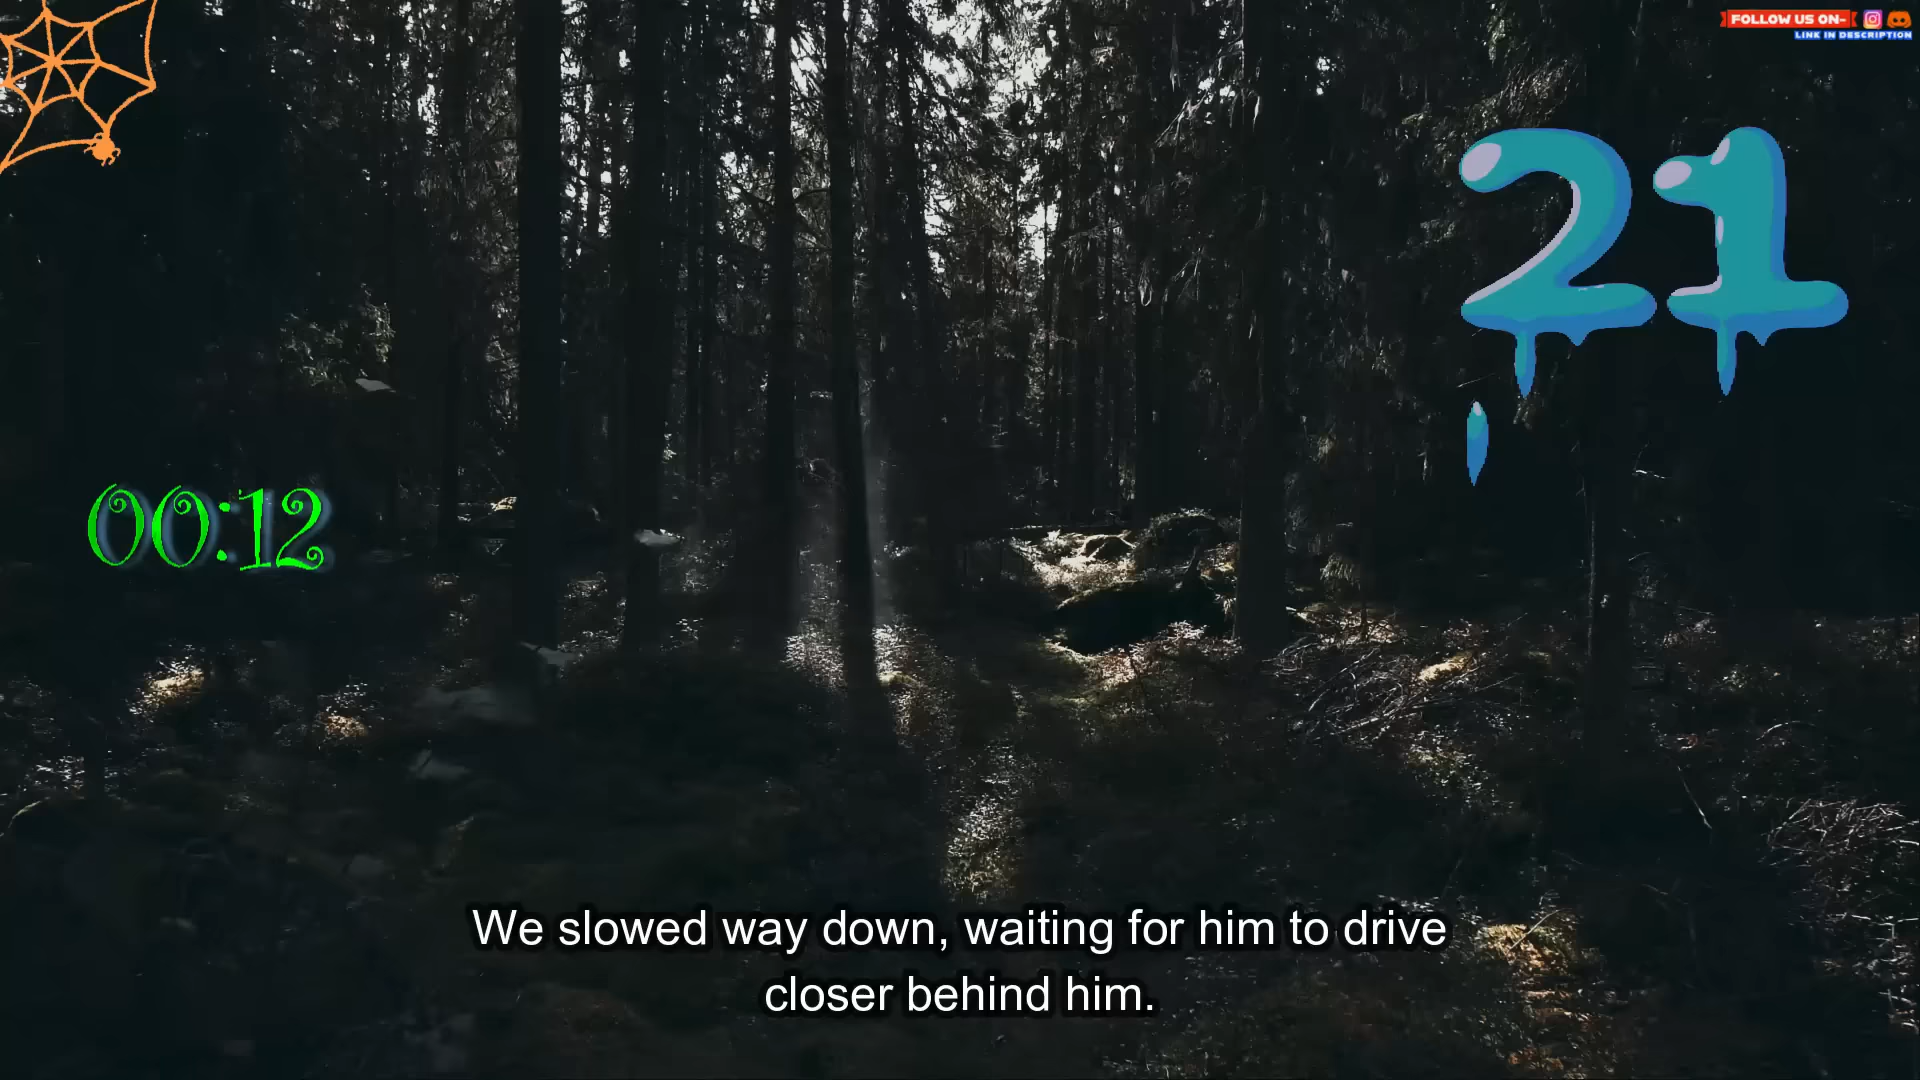 FOLLOW US ON-
LINK IN DESCRIPTION
21
00:12
We slowed way down, waiting for him to drive
closer behind him.